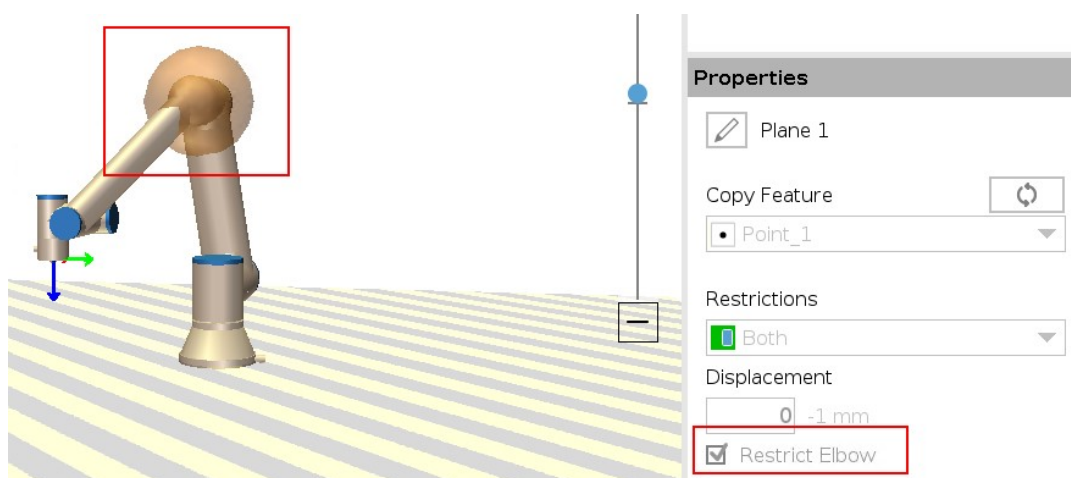 Properties
Plane 1
Copy Feature
Point_1
Restrictions
Both
Displacement
0 -1 mm
Restrict Elbow